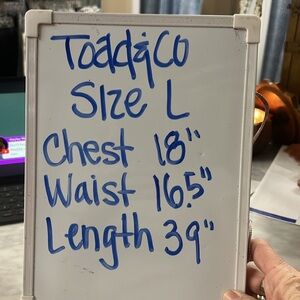 Toad&Co
Size L
Chest 18"
Waist 16.5"
Length 39"